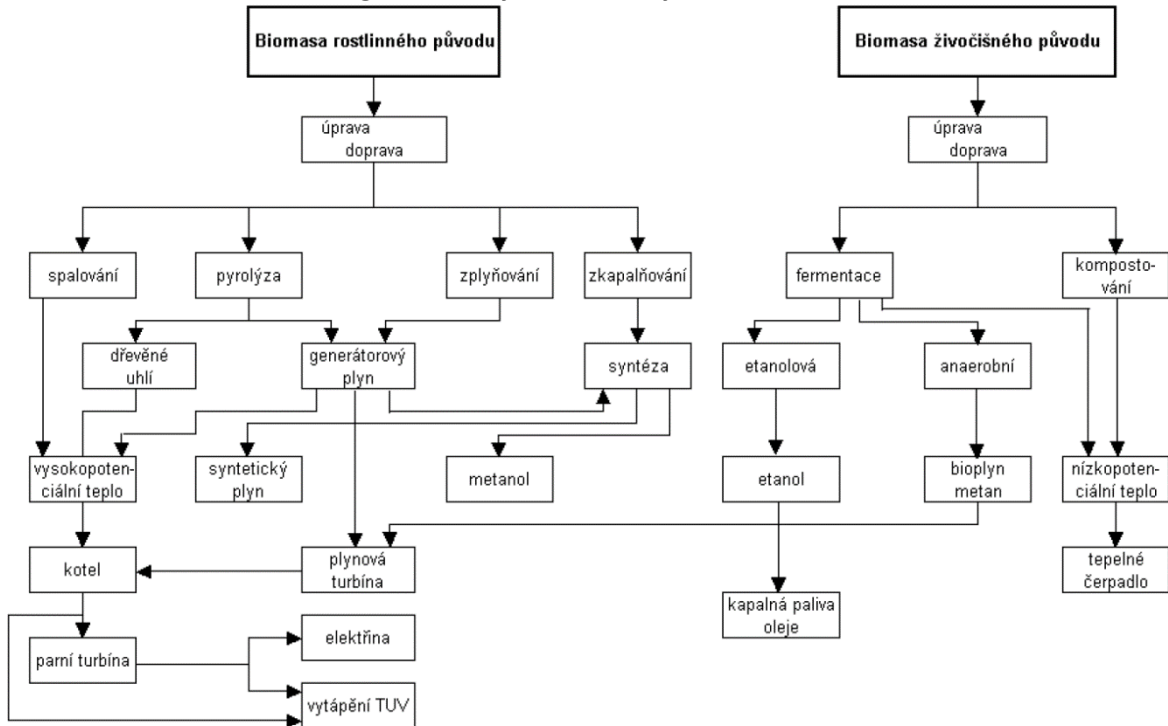 Biomasa rostlinného původu
Biomasa živočišného původu
úprava
doprava
úprava
doprava
spalování
pyrolýza
zplyňování
zkapalňování
fermentace
komposto-
vání
dřevěné
uhlí
generátorový
plyn
syntéza
etanolová
anaerobní
vysokopoten-
ciální teplo
syntetický
plyn
metanol
etanol
bioplyn
metan
nízkopoten-
ciální teplo
kotel
plynová
turbína
tepelné
čerpadlo
kapalná paliva
oleje
parní turbína
elektřina
vytápění TUV